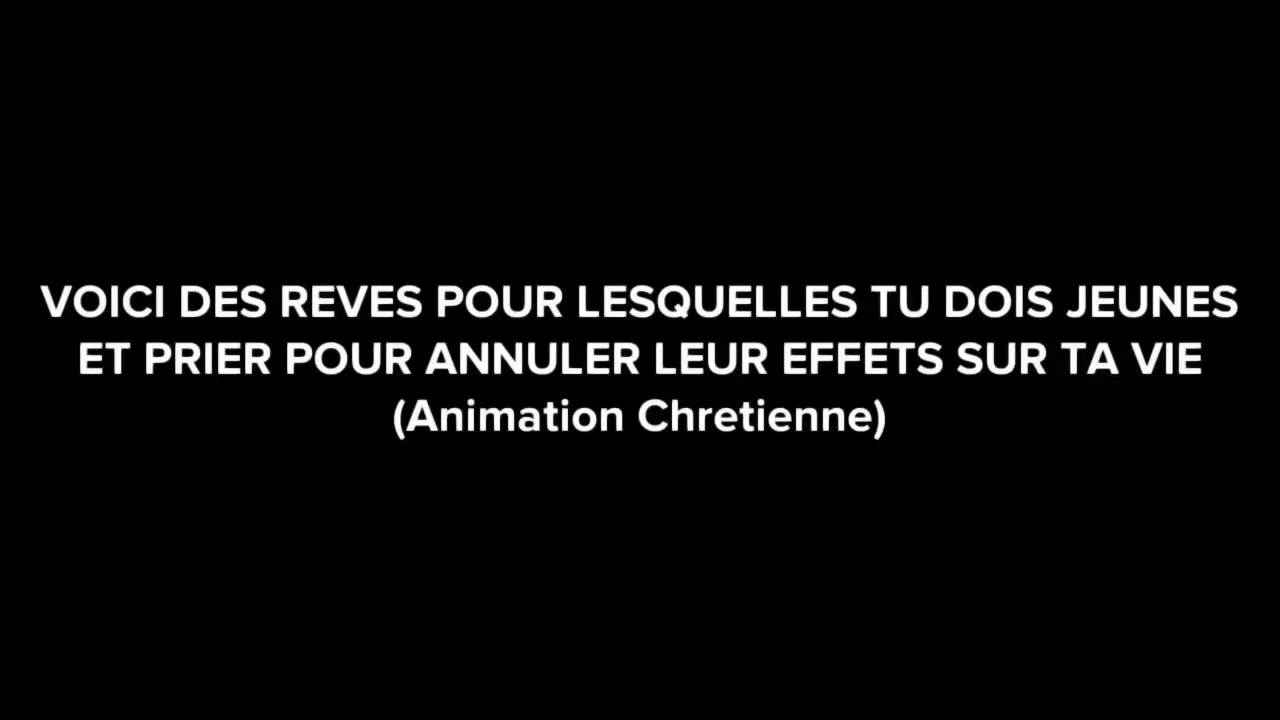 VOICI DES REVES POUR LESQUELLES TU DOIS JEUNES
ET PRIER POUR ANNULER LEUR EFFETS SUR TA VIE
(Animation Chretienne)